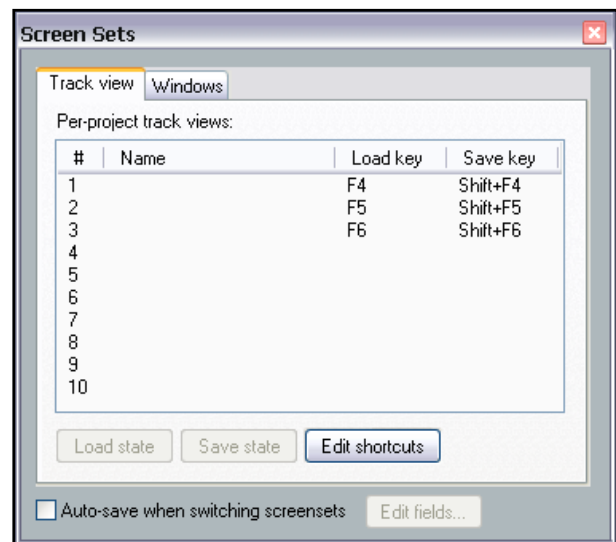 Screen Sets
Track view Windows
Per-project track views:
# Name Load key Save key
1 F4 Shift+F4
2 F5 Shift+F5
3 F6 Shift+F6
4
5
6
7
8
9
10
Load state Save state Edit shortcuts
Auto-save when switching screensets Edit fields...